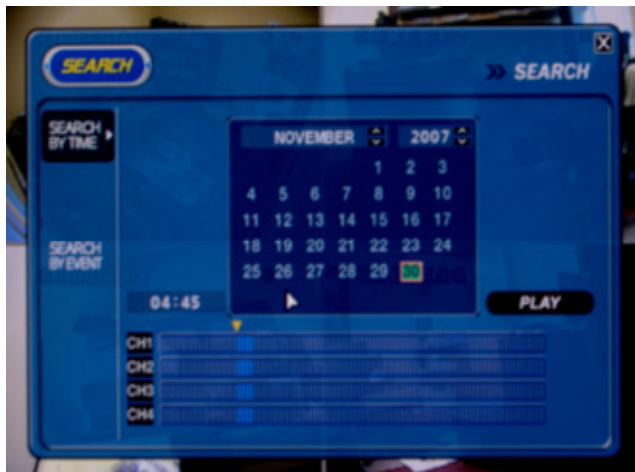 SEARCH
X
SEARCH
SEARCH BY TIME
NOVEMBER 2007
1 2 3
4 5 6 7 8 9 10
11 12 13 14 15 16 17
18 19 20 21 22 23 24
25 26 27 28 29 30
SEARCH BY EVENT
04:45
PLAY
CH1
CH2
CH3
CH4